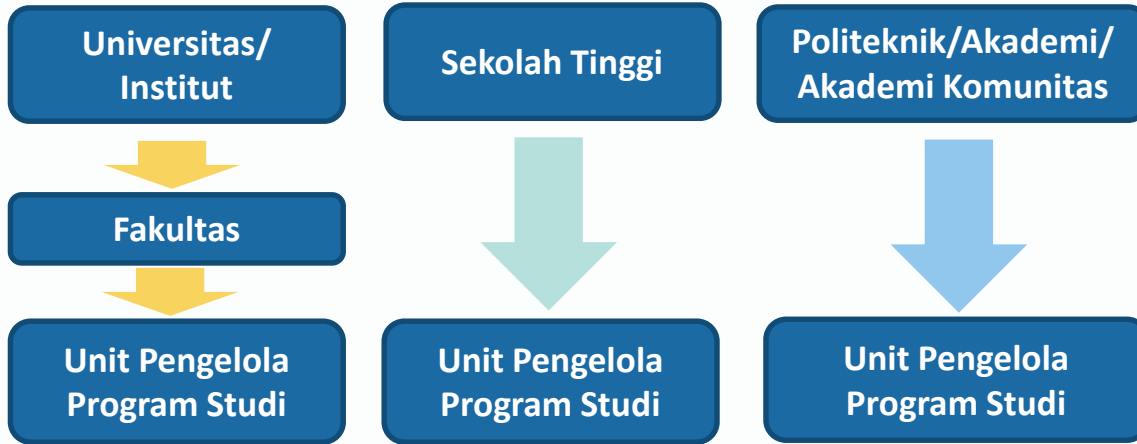 Universitas/
Institut
Sekolah Tinggi
Politeknik/Akademi/
Akademi Komunitas
Fakultas
Unit Pengelola
Program Studi
Unit Pengelola
Program Studi
Unit Pengelola
Program Studi